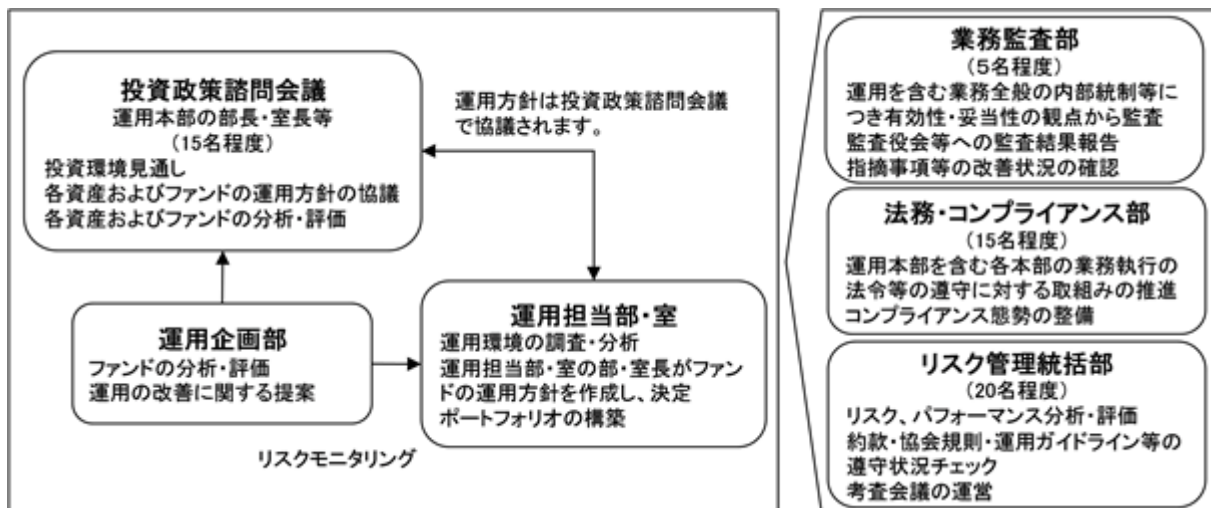 投資政策諮問会議
運用本部の部長・室長等
(15名程度)
投資環境見通し
各資産およびファンドの運用方針の協議
各資産およびファンドの分析・評価
運用方針は投資政策諮問会議
で協議されます。
運用企画部
ファンドの分析・評価
運用の改善に関する提案
運用担当部・室
運用環境の調査・分析
運用担当部・室の部・室長がファン
ドの運用方針を作成し、決定
ポートフォリオの構築
リスクモニタリング
業務監査部
(5名程度)
運用を含む業務全般の内部統制等に
つき有効性・妥当性の観点から監査
監査役会等への監査結果報告
指摘事項等の改善状況の確認
法務・コンプライアンス部
(15名程度)
運用本部を含む各本部の業務執行の
法令等の遵守に対する取組みの推進
コンプライアンス態勢の整備
リスク管理統括部
(20名程度)
リスク、パフォーマンス分析・評価
約款・協会規則・運用ガイドライン等の
遵守状況チェック
考査会議の運営